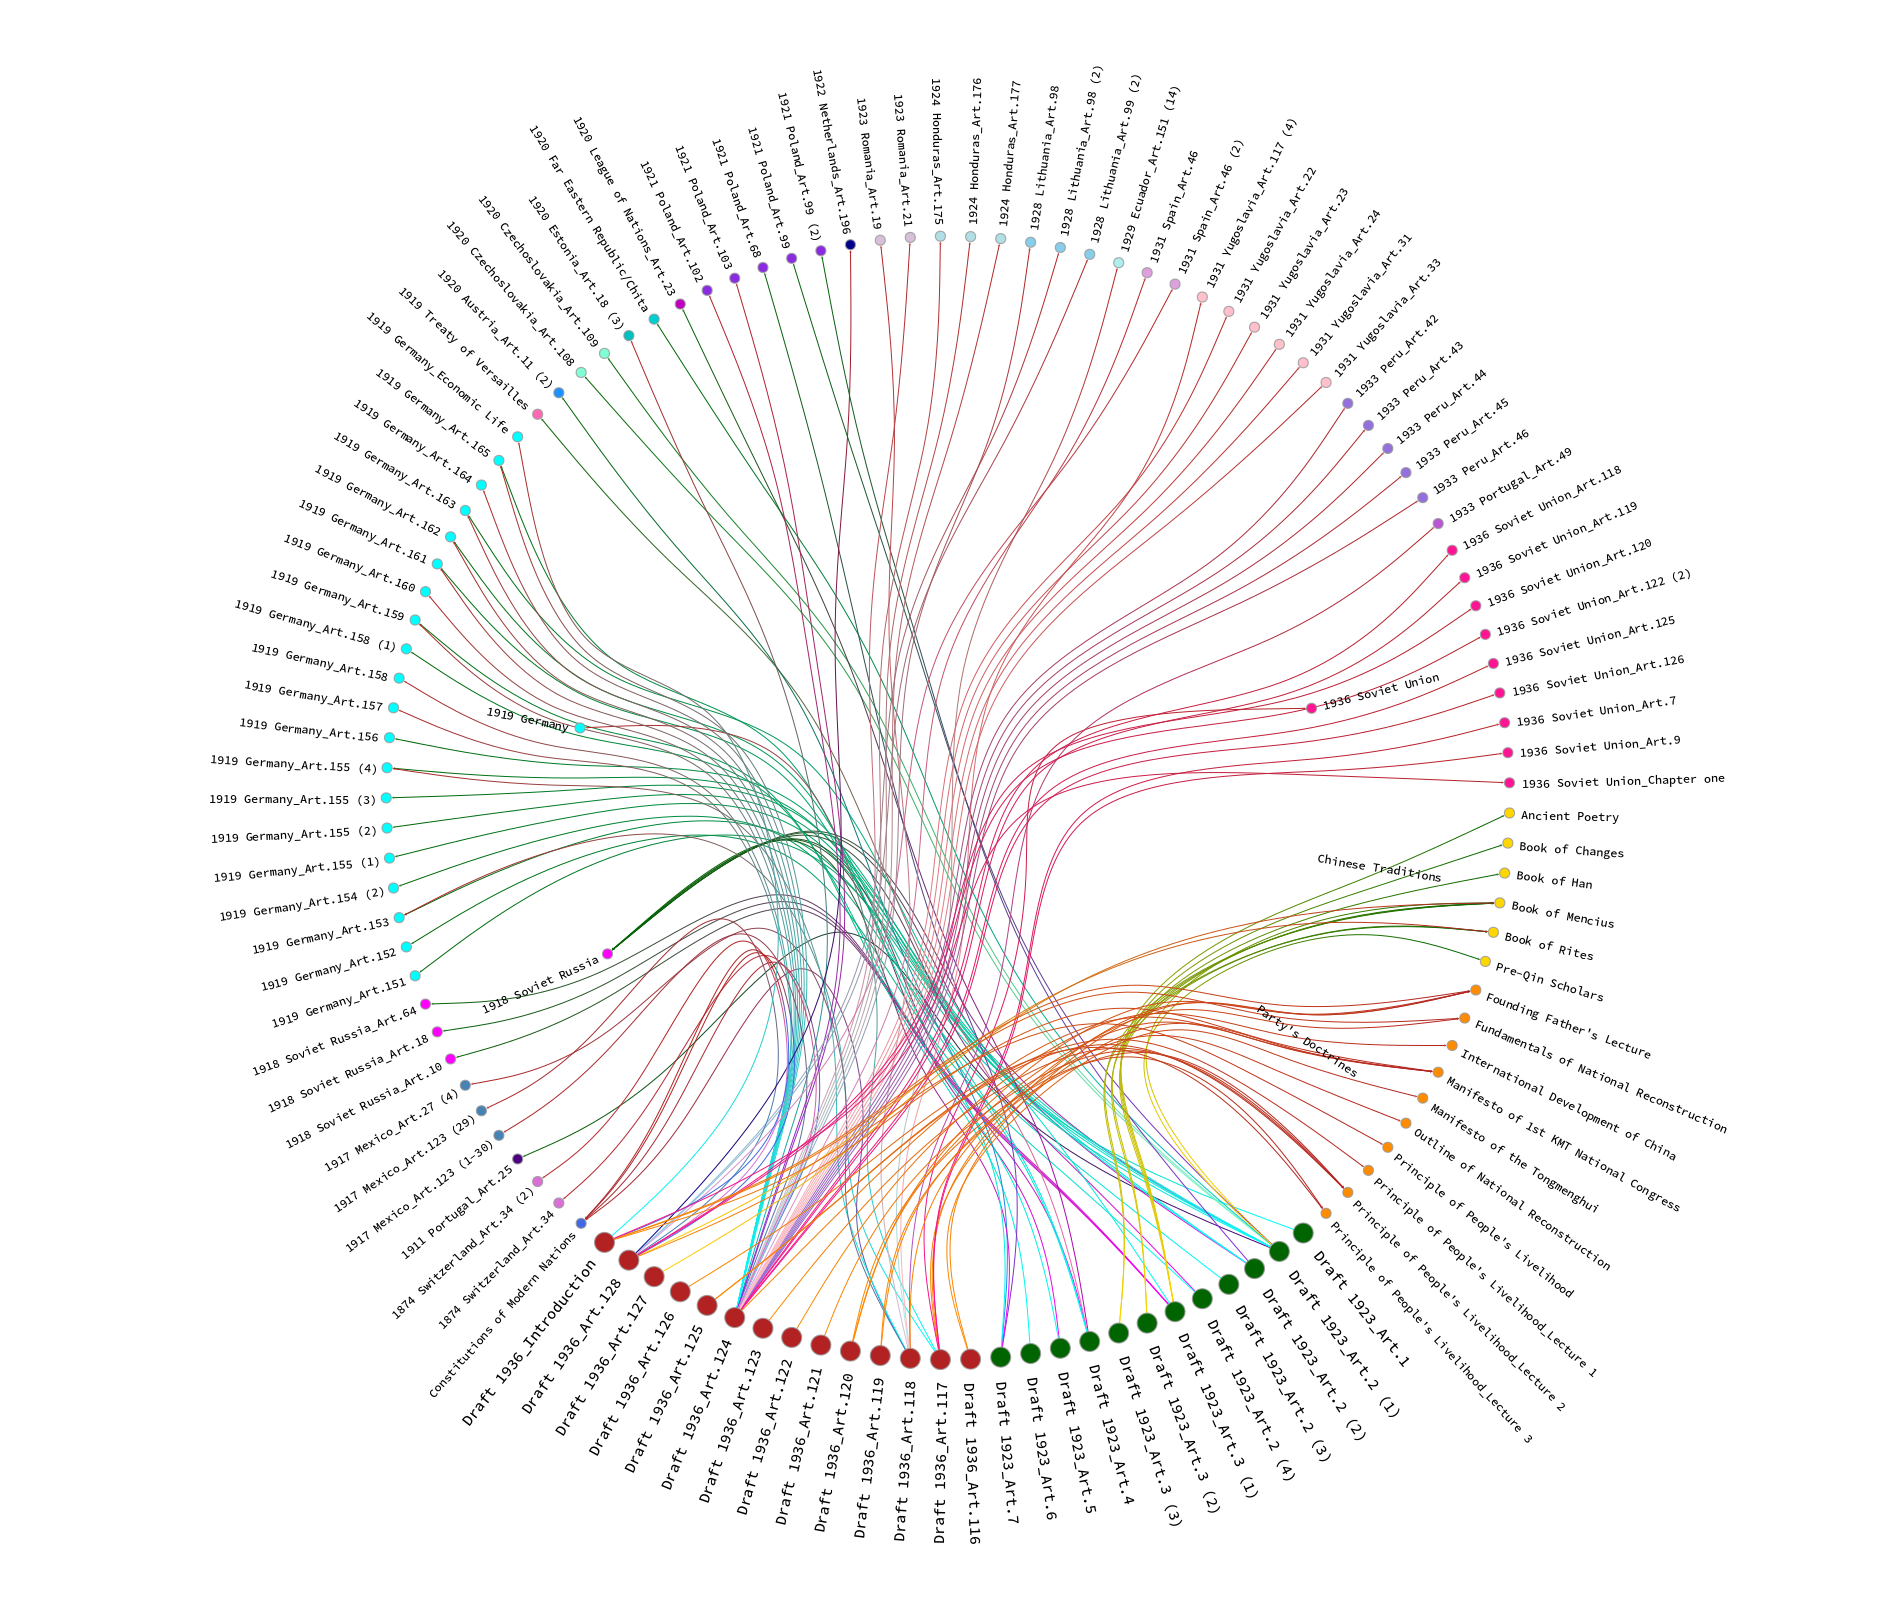 1922 Netherlands_Art.196
1923 Romania_Art.19
1923 Romania_Art.21
1924 Honduras_Art.175
1924 Honduras_Art.176
1924 Honduras_Art.177
1928 Lithuania_Art.98
1928 Lithuania_Art.98 (2)
1928 Lithuania_Art.99 (2)
1929 Ecuador_Art.151 (14)
1931 Spain_Art.46
1931 Spain_Art.46 (2)
1931 Yugoslavia_Art.117 (4)
1931 Yugoslavia_Art.22
1931 Yugoslavia_Art.23
1931 Yugoslavia_Art.24
1931 Yugoslavia_Art.31
1931 Yugoslavia_Art.33
1933 Peru_Art.42
1933 Peru_Art.43
1933 Peru_Art.44
1933 Peru_Art.45
1933 Peru_Art.46
1933 Portugal_Art.49
1936 Soviet Union_Art.118
1936 Soviet Union_Art.119
1936 Soviet Union_Art.120
1936 Soviet Union_Art.122 (2)
1936 Soviet Union_Art.125
1936 Soviet Union_Art.126
1936 Soviet Union_Art.7
1936 Soviet Union_Art.9
1936 Soviet Union_Chapter one
1936 Soviet Union
Ancient Poetry
Book of Changes
Book of Han
Book of Mencius
Book of Rites
Pre-Qin Scholars
Chinese Traditions
Founding Father's Lecture
Fundamentals of National Reconstruction
International Development of China
Manifesto of 1st KMT National Congress
Manifesto of the Tongmenghui
Outline of National Reconstruction
Principle of People's Livelihood
Principle of People's Livelihood_Lecture 1
Principle of People's Livelihood_Lecture 2
Principle of People's Livelihood_Lecture 3
Party's Doctrines
Draft 1923_Art.1
Draft 1923_Art.2 (1)
Draft 1923_Art.2 (2)
Draft 1923_Art.2 (3)
Draft 1923_Art.2 (4)
Draft 1923_Art.3 (1)
Draft 1923_Art.3 (2)
Draft 1923_Art.3 (3)
Draft 1923_Art.4
Draft 1923_Art.5
Draft 1923_Art.6
Draft 1923_Art.7
Draft 1936_Art.116
Draft 1936_Art.117
Draft 1936_Art.118
Draft 1936_Art.119
Draft 1936_Art.120
Draft 1936_Art.121
Draft 1936_Art.122
Draft 1936_Art.123
Draft 1936_Art.124
Draft 1936_Art.125
Draft 1936_Art.126
Draft 1936_Art.127
Draft 1936_Art.128
Draft 1936_Introduction
Constitutions of Modern Nations
1874 Switzerland_Art.34
1874 Switzerland_Art.34 (2)
1911 Portugal_Art.25
1917 Mexico_Art.123 (1-30)
1917 Mexico_Art.123 (29)
1917 Mexico_Art.27 (4)
1918 Soviet Russia_Art.10
1918 Soviet Russia_Art.18
1918 Soviet Russia_Art.64
1918 Soviet Russia
1919 Germany_Art.151
1919 Germany_Art.152
1919 Germany_Art.153
1919 Germany_Art.154 (2)
1919 Germany_Art.155 (1)
1919 Germany_Art.155 (2)
1919 Germany_Art.155 (3)
1919 Germany_Art.155 (4)
1919 Germany_Art.156
1919 Germany_Art.157
1919 Germany_Art.158
1919 Germany_Art.158 (1)
1919 Germany_Art.159
1919 Germany_Art.160
1919 Germany_Art.161
1919 Germany_Art.162
1919 Germany_Art.163
1919 Germany_Art.164
1919 Germany_Art.165
1919 Germany_Economic Life
1919 Germany
1919 Treaty of Versailles
1920 Austria_Art.11 (2)
1920 Czechoslovakia_Art.108
1920 Czechoslovakia_Art.109
1920 Estonia_Art.18 (3)
1920 Far Eastern Republic/Chita
1920 League of Nations_Art.23
1921 Poland_Art.102
1921 Poland_Art.103
1921 Poland_Art.68
1921 Poland_Art.99
1921 Poland_Art.99 (2)